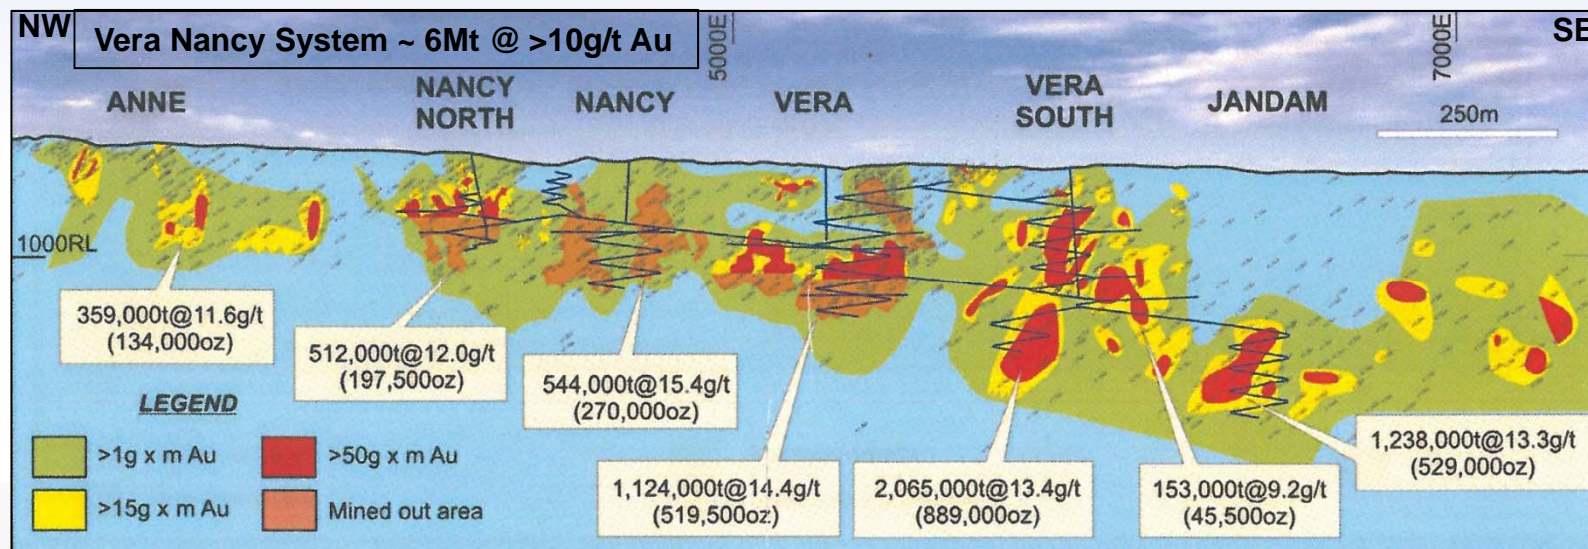 NW
Vera Nancy System ~ 6Mt @ >10g/t Au
5000E
7000E
SE
ANNE
NANCY
NORTH
NANCY
VERA
VERA
SOUTH
JANDAM
250m
1000RL
359,000t@11.6g/t
(134,000oz)
512,000t@12.0g/t
(197,500oz)
544,000t@15.4g/t
(270,000oz)
1,124,000t@14.4g/t
(519,500oz)
2,065,000t@13.4g/t
(889,000oz)
153,000t@9.2g/t
(45,500oz)
1,238,000t@13.3g/t
(529,000oz)
LEGEND
>1g x m Au
>50g x m Au
>15g x m Au
Mined out area